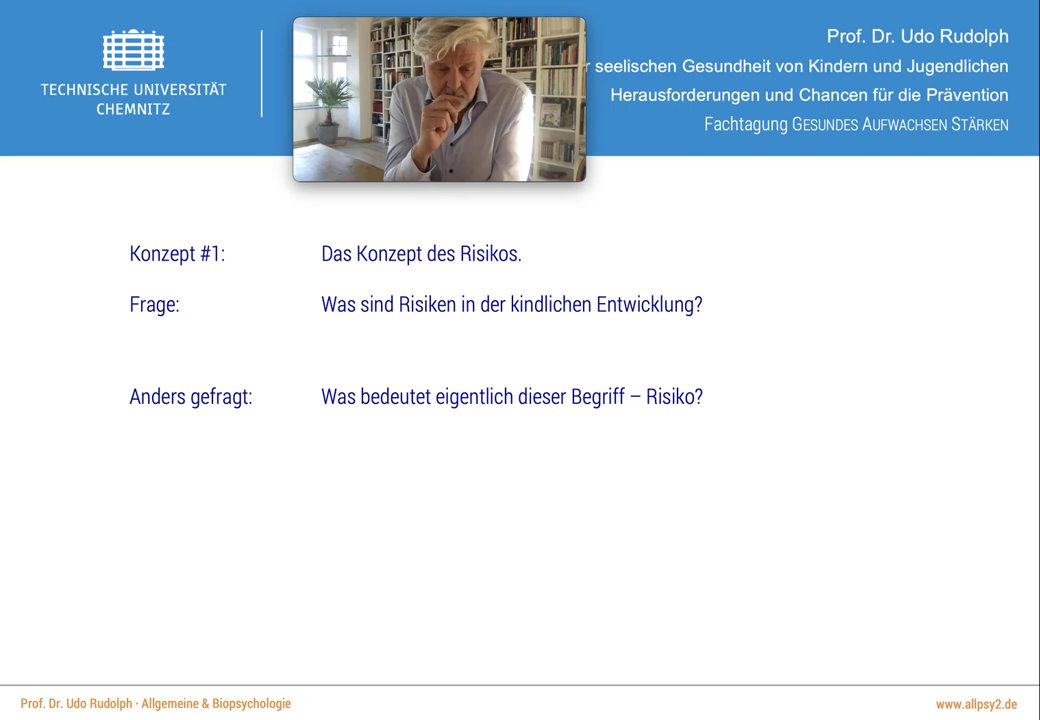 TECHNISCHE UNIVERSITÄT
CHEMNITZ
Prof. Dr. Udo Rudolph
seelischen Gesundheit von Kindern und Jugendlichen
Herausforderungen und Chancen für die Prävention
Fachtagung GESUNDES AUFWACHSEN STÄRKEN
Konzept #1: Das Konzept des Risikos.
Frage: Was sind Risiken in der kindlichen Entwicklung?
Anders gefragt: Was bedeutet eigentlich dieser Begriff – Risiko?
Prof. Dr. Udo Rudolph · Allgemeine & Biopsychologie
www.allpsy2.de